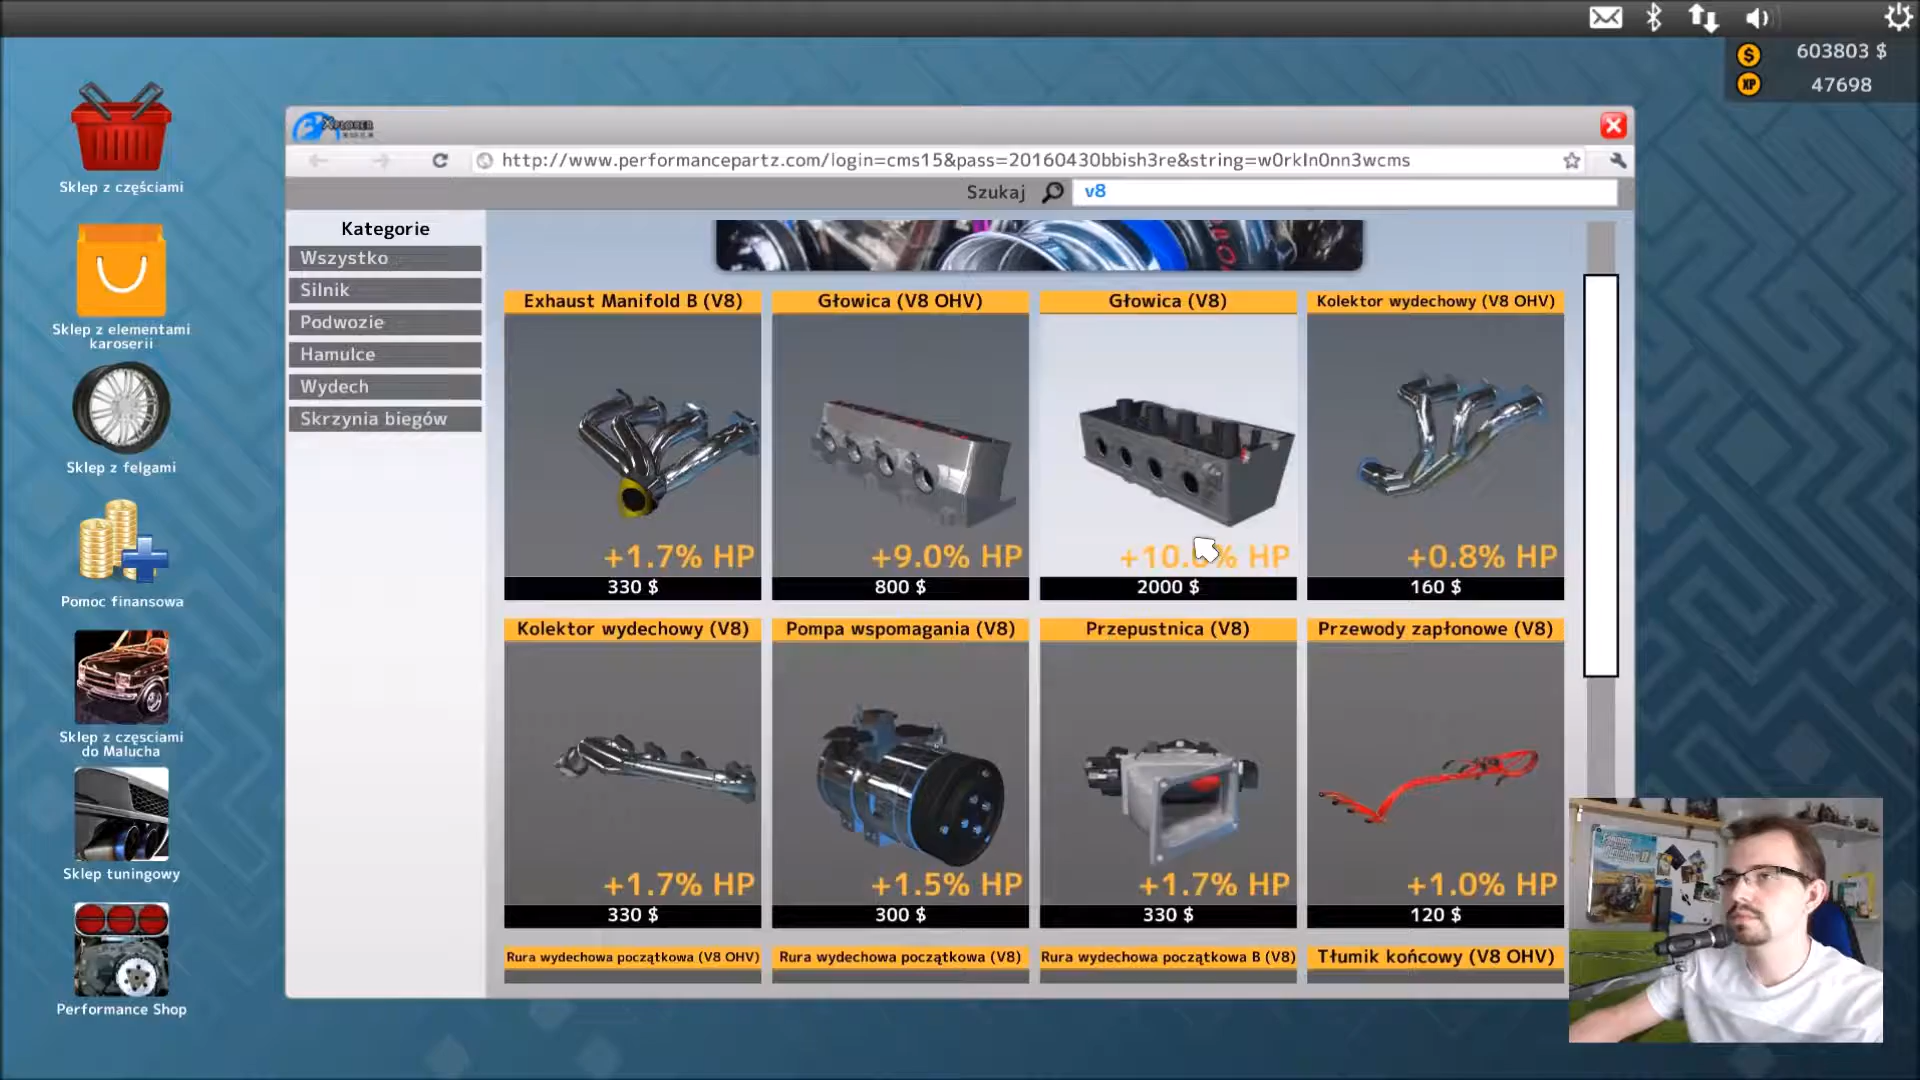 603803 $
47698
Sklep z częściami
Sklep z elementami
karoserii
Sklep z felgami
Pomoc finansowa
Sklep z częsciami
do Malucha
Sklep tuningowy
Performance Shop
http://www.performancepartz.com/login=cms15&pass=20160430bbish3re&string=w0rkIn0nn3wcms
Szukaj
v8
Kategorie
Wszystko
Silnik
Podwozie
Hamulce
Wydech
Skrzynia biegów
Exhaust Manifold B (V8)
+1.7% HP
330 $
Głowica (V8 OHV)
+9.0% HP
800 $
Głowica (V8)
HP
2000 $
Kolektor wydechowy (V8 OHV)
+0.8% HP
160 $
Kolektor wydechowy (V8)
+1.7% HP
330 $
Pompa wspomagania (V8)
+1.5% HP
300 $
Przepustnica (V8)
+1.7% HP
330 $
Przewody zapłonowe (V8)
+1.0% HP
120 $
Rura wydechowa początkowa (V8 OHV)
Rura wydechowa początkowa (V8)
Rura wydechowa początkowa B (V8)
Tłumik końcowy (V8 OHV)